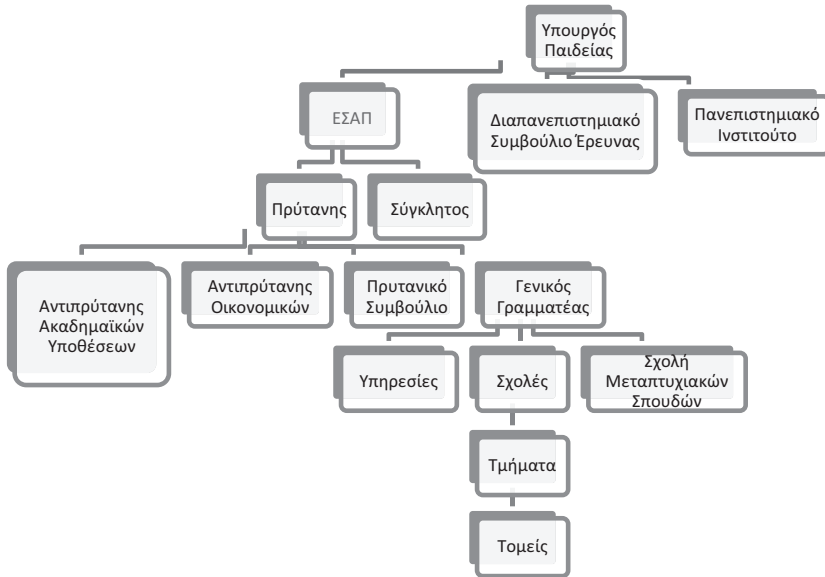 Υπουργός
Παιδείας
ΕΣΑΠ
Διαπανεπιστημιακό
Συμβούλιο Έρευνας
Πανεπιστημιακό
Ινστιτούτο
Πρύτανης
Σύγκλητος
Αντιπρύτανης
Ακαδημαϊκών
Υποθέσεων
Αντιπρύτανης
Οικονομικών
Πρυτανικό
Συμβούλιο
Γενικός
Γραμματέας
Υπηρεσίες
Σχολές
Σχολή
Μεταπτυχιακών
Σπουδών
Τμήματα
Τομείς